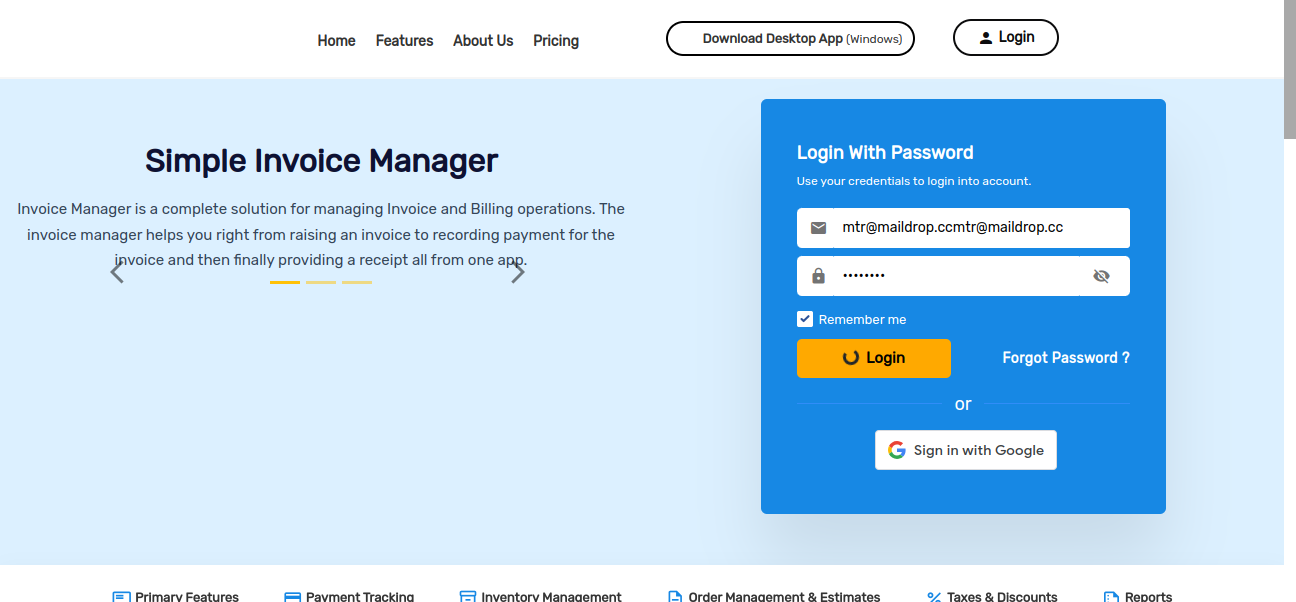 Home Features About Us Pricing Download Desktop App (Windows) Login
Simple Invoice Manager
Invoice Manager is a complete solution for managing Invoice and Billing operations. The
invoice manager helps you right from raising an invoice to recording payment for the
invoice and then finally providing a receipt all from one app.
Login With Password
Use your credentials to login into account.
mtr@maildrop.ccmtr@maildrop.cc
••••••••
Remember me
Login Forgot Password ?
or
Sign in with Google
Primary Features Payment Tracking Inventory Management Order Management & Estimates Taxes & Discounts Reports